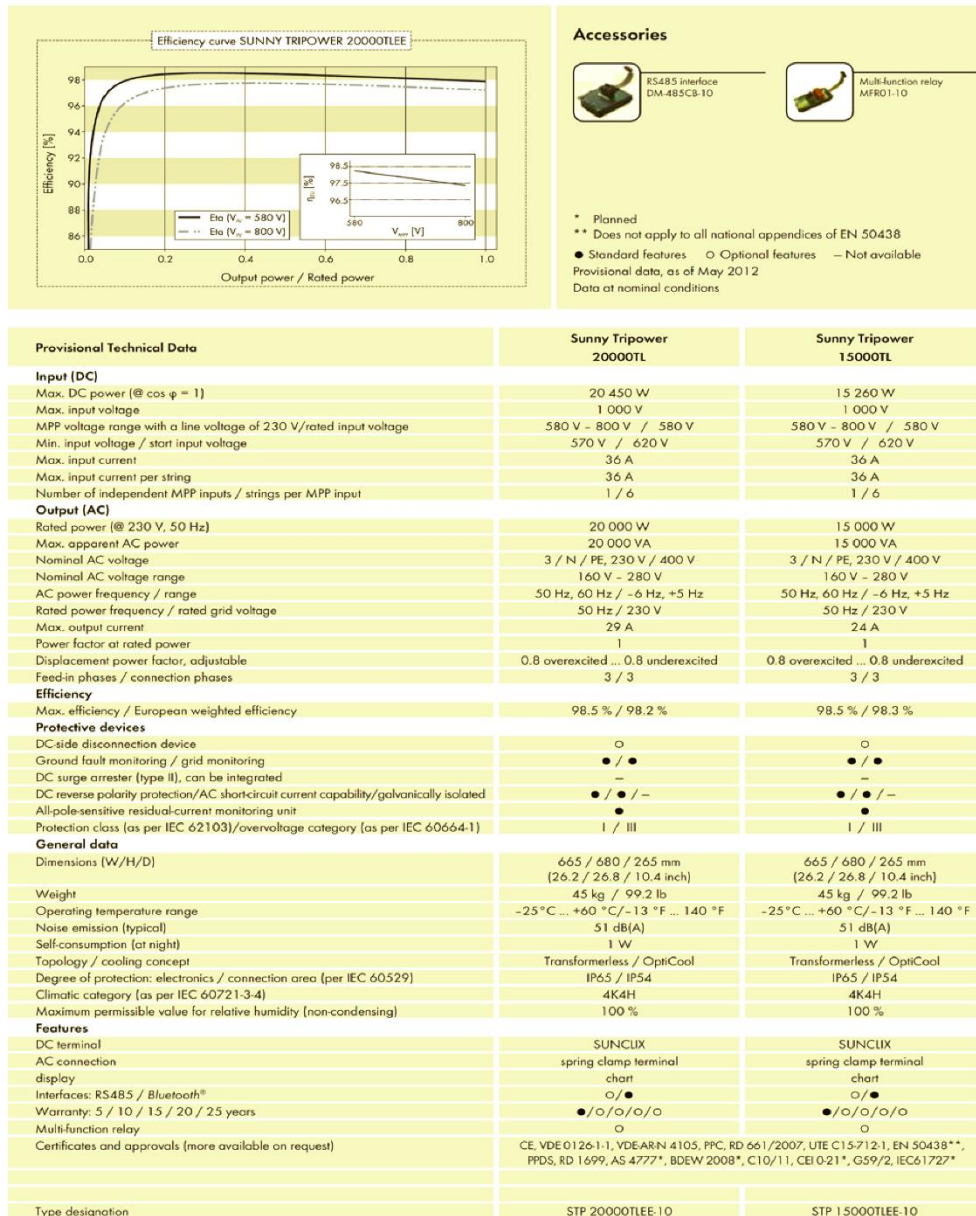 Efficiency curve SUNNY TRIPOWER 20000TLEE
98
96
94
92
90
88
86
Efficiency [%]
98.5
97.5
96.5
η [%]
580 800
V [V]
Eta (V = 580 V)
Eta (V = 800 V)
0.0 0.2 0.4 0.6 0.8 1.0
Output power / Rated power
Accessories
RS485 interface
DM-485CB-10
Multi-function relay
MFR01-10
* Planned
** Does not apply to all national appendices of EN 50438
● Standard features ○ Optional features – Not available
Provisional data, as of May 2012
Data at nominal conditions
Provisional Technical Data Sunny Tripower 20000TL Sunny Tripower 15000TL
Input (DC)
Max. DC power (@ cos φ = 1) 20 450 W 15 260 W
Max. input voltage 1 000 V 1 000 V
MPP voltage range with a line voltage of 230 V/rated input voltage 580 V – 800 V / 580 V 580 V – 800 V / 580 V
Min. input voltage / start input voltage 570 V / 620 V 570 V / 620 V
Max. input current 36 A 36 A
Max. input current per string 36 A 36 A
Number of independent MPP inputs / strings per MPP input 1 / 6 1 / 6
Output (AC)
Rated power (@ 230 V, 50 Hz) 20 000 W 15 000 W
Max. apparent AC power 20 000 VA 15 000 VA
Nominal AC voltage 3 / N / PE, 230 V / 400 V 3 / N / PE, 230 V / 400 V
Nominal AC voltage range 160 V – 280 V 160 V – 280 V
AC power frequency / range 50 Hz, 60 Hz / –6 Hz, +5 Hz 50 Hz, 60 Hz / –6 Hz, +5 Hz
Rated power frequency / rated grid voltage 50 Hz / 230 V 50 Hz / 230 V
Max. output current 29 A 24 A
Power factor at rated power 1 1
Displacement power factor, adjustable 0.8 overexcited ... 0.8 underexcited 0.8 overexcited ... 0.8 underexcited
Feed-in phases / connection phases 3 / 3 3 / 3
Efficiency
Max. efficiency / European weighted efficiency 98.5 % / 98.2 % 98.5 % / 98.3 %
Protective devices
DC-side disconnection device ○ ○
Ground fault monitoring / grid monitoring ● / ● ● / ●
DC surge arrester (type II), can be integrated – –
DC reverse polarity protection/AC short-circuit current capability/galvanically isolated ● / ● / – ● / ● / –
All-pole-sensitive residual-current monitoring unit ● ●
Protection class (as per IEC 62103)/overvoltage category (as per IEC 60664-1) I / III I / III
General data
Dimensions (W/H/D) 665 / 680 / 265 mm 665 / 680 / 265 mm
(26.2 / 26.8 / 10.4 inch) (26.2 / 26.8 / 10.4 inch)
Weight 45 kg / 99.2 lb 45 kg / 99.2 lb
Operating temperature range –25°C ... +60 °C/–13 °F ... 140 °F –25°C ... +60 °C/–13 °F ... 140 °F
Noise emission (typical) 51 dB(A) 51 dB(A)
Self-consumption (at night) 1 W 1 W
Topology / cooling concept Transformerless / OptiCool Transformerless / OptiCool
Degree of protection: electronics / connection area (per IEC 60529) IP65 / IP54 IP65 / IP54
Climatic category (as per IEC 60721-3-4) 4K4H 4K4H
Maximum permissible value for relative humidity (non-condensing) 100 % 100 %
Features
DC terminal SUNCLIX SUNCLIX
AC connection spring clamp terminal spring clamp terminal
display chart chart
Interfaces: RS485 / Bluetooth® ○/● ○/●
Warranty: 5 / 10 / 15 / 20 / 25 years ●/○/○/○/○ ●/○/○/○/○
Multi-function relay ○ ○
Certificates and approvals (more available on request) CE, VDE 0126-1-1, VDE-AR-N 4105, PPC, RD 661/2007, UTE C15-712-1, EN 50438**,
PPDS, RD 1699, AS 4777*, BDEW 2008*, C10/11, CEI 0-21*, G59/2, IEC61727*
Type designation STP 20000TLEE-10 STP 15000TLEE-10